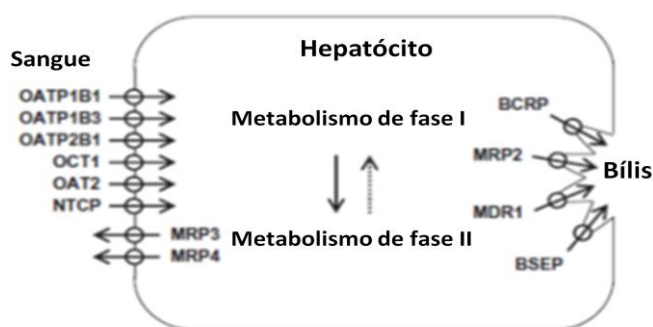 Hepatócito
Sangue
OATP1B1
OATP1B3
OATP2B1
OCT1
OAT2
NTCP
MRP3
MRP4
Metabolismo de fase I
Metabolismo de fase II
BCRP
MRP2
MDR1
BSEP
Bílis